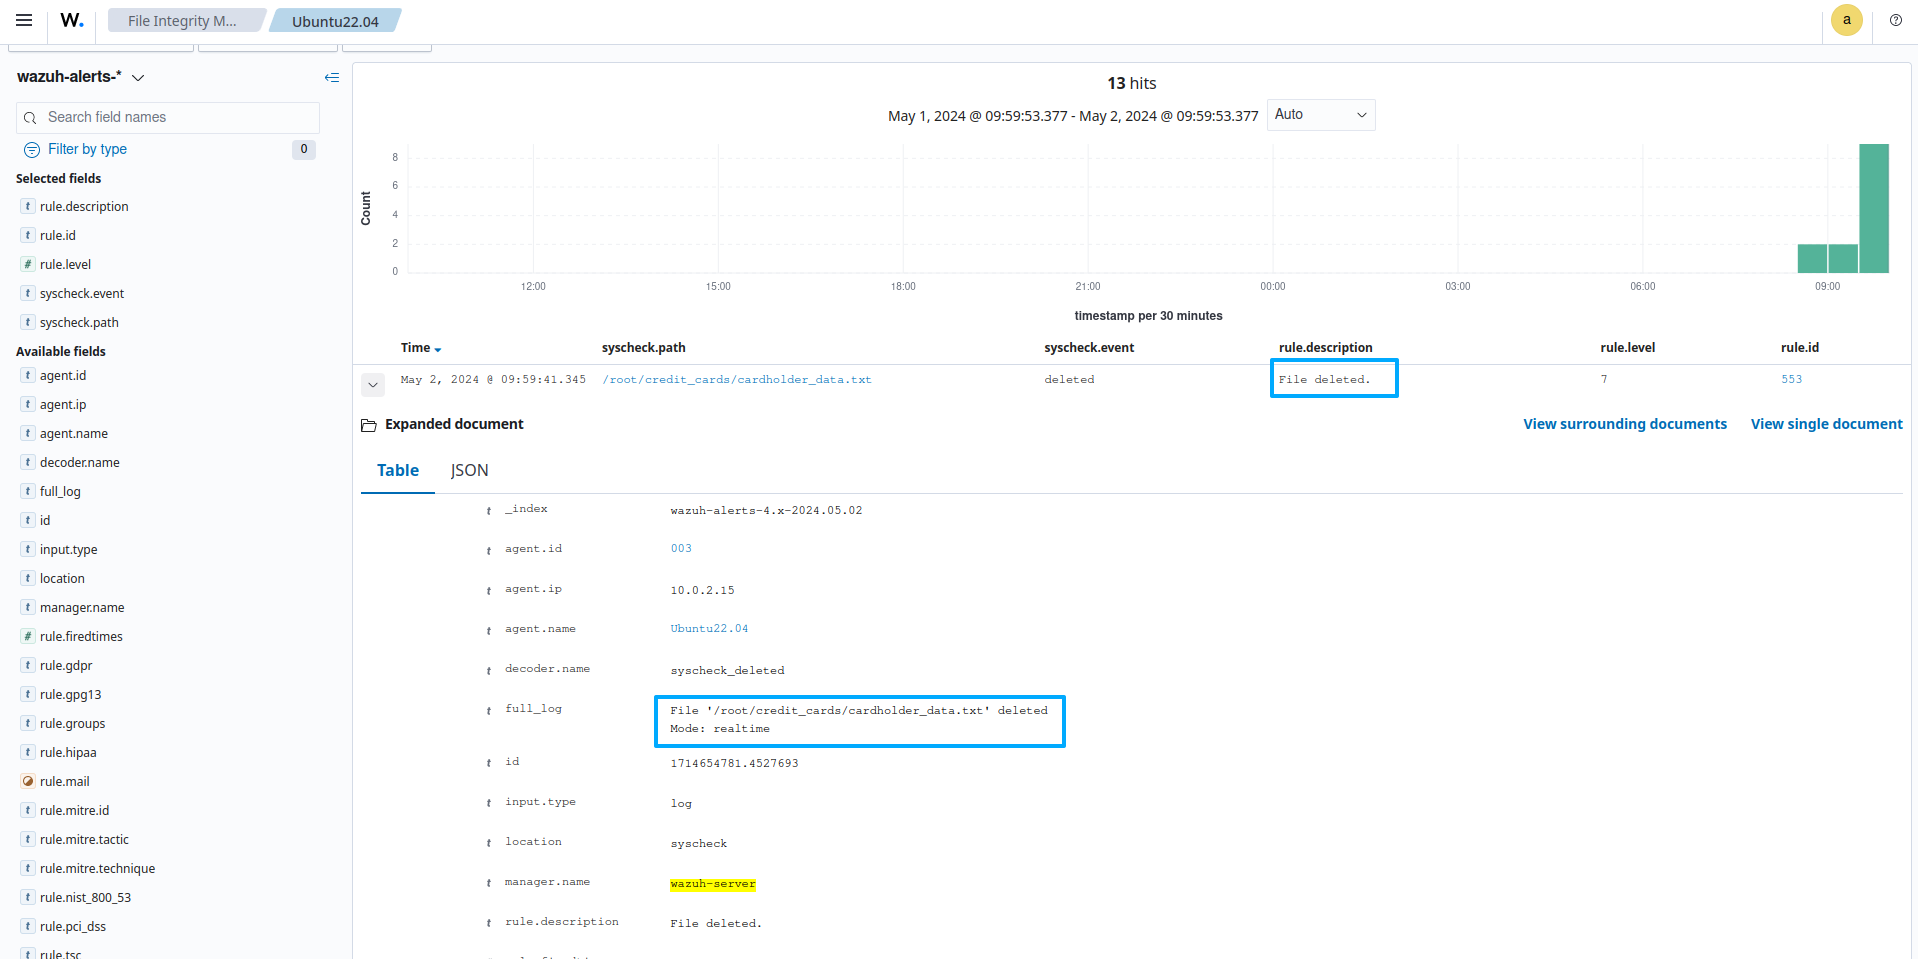 W.
File Integrity M...
Ubuntu22.04
a
wazuh-alerts-*
Search field names
Filter by type
0
Selected fields
t rule.description
t rule.id
# rule.level
t syscheck.event
t syscheck.path
Available fields
t agent.id
t agent.ip
t agent.name
t decoder.name
t full_log
t id
t input.type
t location
t manager.name
# rule.firedtimes
t rule.gdpr
t rule.gpg13
t rule.groups
t rule.hipaa
rule.mail
t rule.mitre.id
t rule.mitre.tactic
t rule.mitre.technique
t rule.nist_800_53
t rule.pci_dss
t rule.tsc
13 hits
May 1, 2024 @ 09:59:53.377 - May 2, 2024 @ 09:59:53.377
Auto
Count
8
6
4
2
0
12:00 15:00 18:00 21:00 00:00 03:00 06:00 09:00
timestamp per 30 minutes
Time syscheck.path syscheck.event rule.description rule.level rule.id
May 2, 2024 @ 09:59:41.345 /root/credit_cards/cardholder_data.txt deleted File deleted. 7 553
Expanded document
View surrounding documents View single document
Table JSON
t _index wazuh-alerts-4.x-2024.05.02
t agent.id 003
t agent.ip 10.0.2.15
t agent.name Ubuntu22.04
t decoder.name syscheck_deleted
t full_log File '/root/credit_cards/cardholder_data.txt' deleted
Mode: realtime
t id 1714654781.4527693
t input.type log
t location syscheck
t manager.name wazuh-server
t rule.description File deleted.